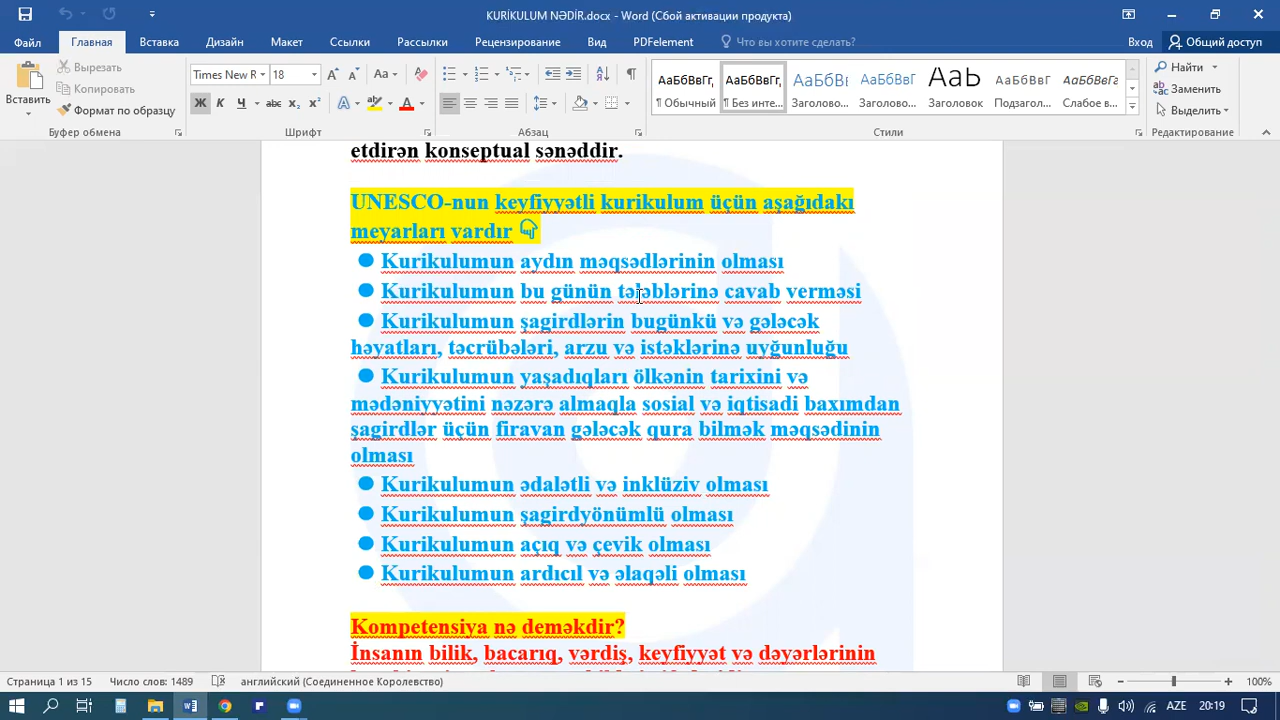 KURİKULUM NƏDİR.docx - Word (Сбой активации продукта)
Файл Главная Вставка Дизайн Макет Ссылки Рассылки Рецензирование Вид PDFelement Что вы хотите сделать? Вход Общий доступ
Вставить
Вырезать
Копировать
Формат по образцу
Буфер обмена
Times New R 18 Aa
Ж К Ч abc x₂ x² A A
Шрифт
Абзац
АаБбВвГг, АаБбВвГг, АаБбВı АаБбВвГ АаЬ АаБбВвГ АаБбВвГг
¶ Обычный ¶ Без инте... Заголово... Заголово... Заголовок Подзагол... Слабое в...
Стили
Найти
Заменить
Выделить
Редактирование
etdirən konseptual sənəddir.
UNESCO-nun keyfiyyətli kurikulum üçün aşağıdakı
meyarları vardır
● Kurikulumun aydın məqsədlərinin olması
● Kurikulumun bu günün tələblərinə cavab verməsi
● Kurikulumun şagirdlərin bugünkü və gələcək
həyatları, təcrübələri, arzu və istəklərinə uyğunluğu
● Kurikulumun yaşadıqları ölkənin tarixini və
mədəniyyətini nəzərə almaqla sosial və iqtisadi baxımdan
şagirdlər üçün firavan gələcək qura bilmək məqsədinin
olması
● Kurikulumun ədalətli və inklüziv olması
● Kurikulumun şagirdyönümlü olması
● Kurikulumun açıq və çevik olması
● Kurikulumun ardıcıl və əlaqəli olması
Kompetensiya nə deməkdir?
İnsanın bilik, bacarıq, vərdiş, keyfiyyət və dəyərlərinin
Страница 1 из 15 Число слов: 1489 английский (Соединенное Королевство) 100%
AZE 20:19